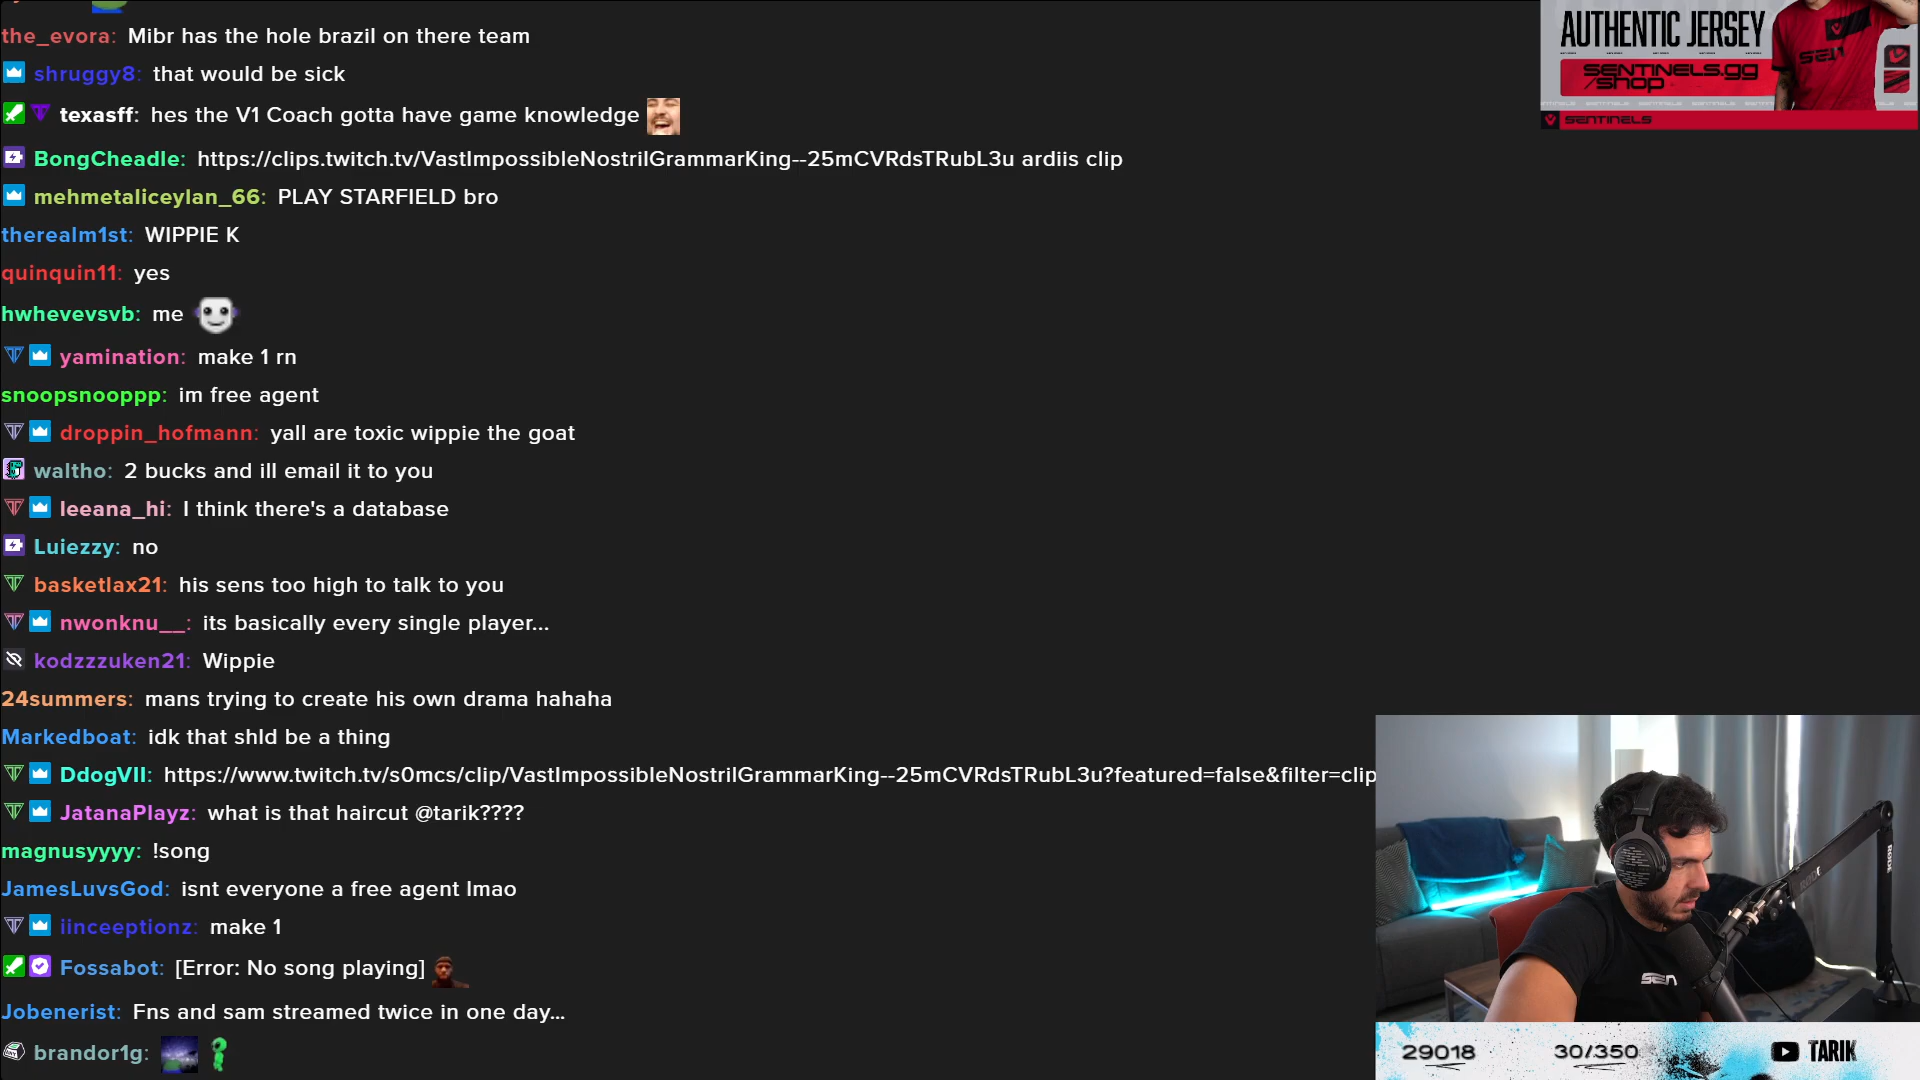 AUTHENTIC JERSEY
SENTINELS.gg
/shop
SENTINELS
the_evora: Mibr has the hole brazil on there team
shruggy8: that would be sick
texasff: hes the V1 Coach gotta have game knowledge
BongCheadle: https://clips.twitch.tv/VastImpossibleNostrilGrammarKing--25mCVRdsTRubL3u ardiis clip
mehmetaliceylan_66: PLAY STARFIELD bro
therealm1st: WIPPIE K
quinquin11: yes
hwhevevsvb: me
yamination: make 1 rn
snoopsnooppp: im free agent
droppin_hofmann: yall are toxic wippie the goat
waltho: 2 bucks and ill email it to you
leeana_hi: I think there's a database
Luiezzy: no
basketlax21: his sens too high to talk to you
nwonknu__: its basically every single player...
kodzzzuken21: Wippie
24summers: mans trying to create his own drama hahaha
Markedboat: idk that shld be a thing
DdogVII: https://www.twitch.tv/s0mcs/clip/VastImpossibleNostrilGrammarKing--25mCVRdsTRubL3u?featured=false&filter=clip
JatanaPlayz: what is that haircut @tarik????
magnusyyyy: !song
JamesLuvsGod: isnt everyone a free agent lmao
iinceptionz: make 1
Fossabot: [Error: No song playing]
Jobenerist: Fns and sam streamed twice in one day...
brandor1g:
SEN
RODE
29018
30/350
TARIK